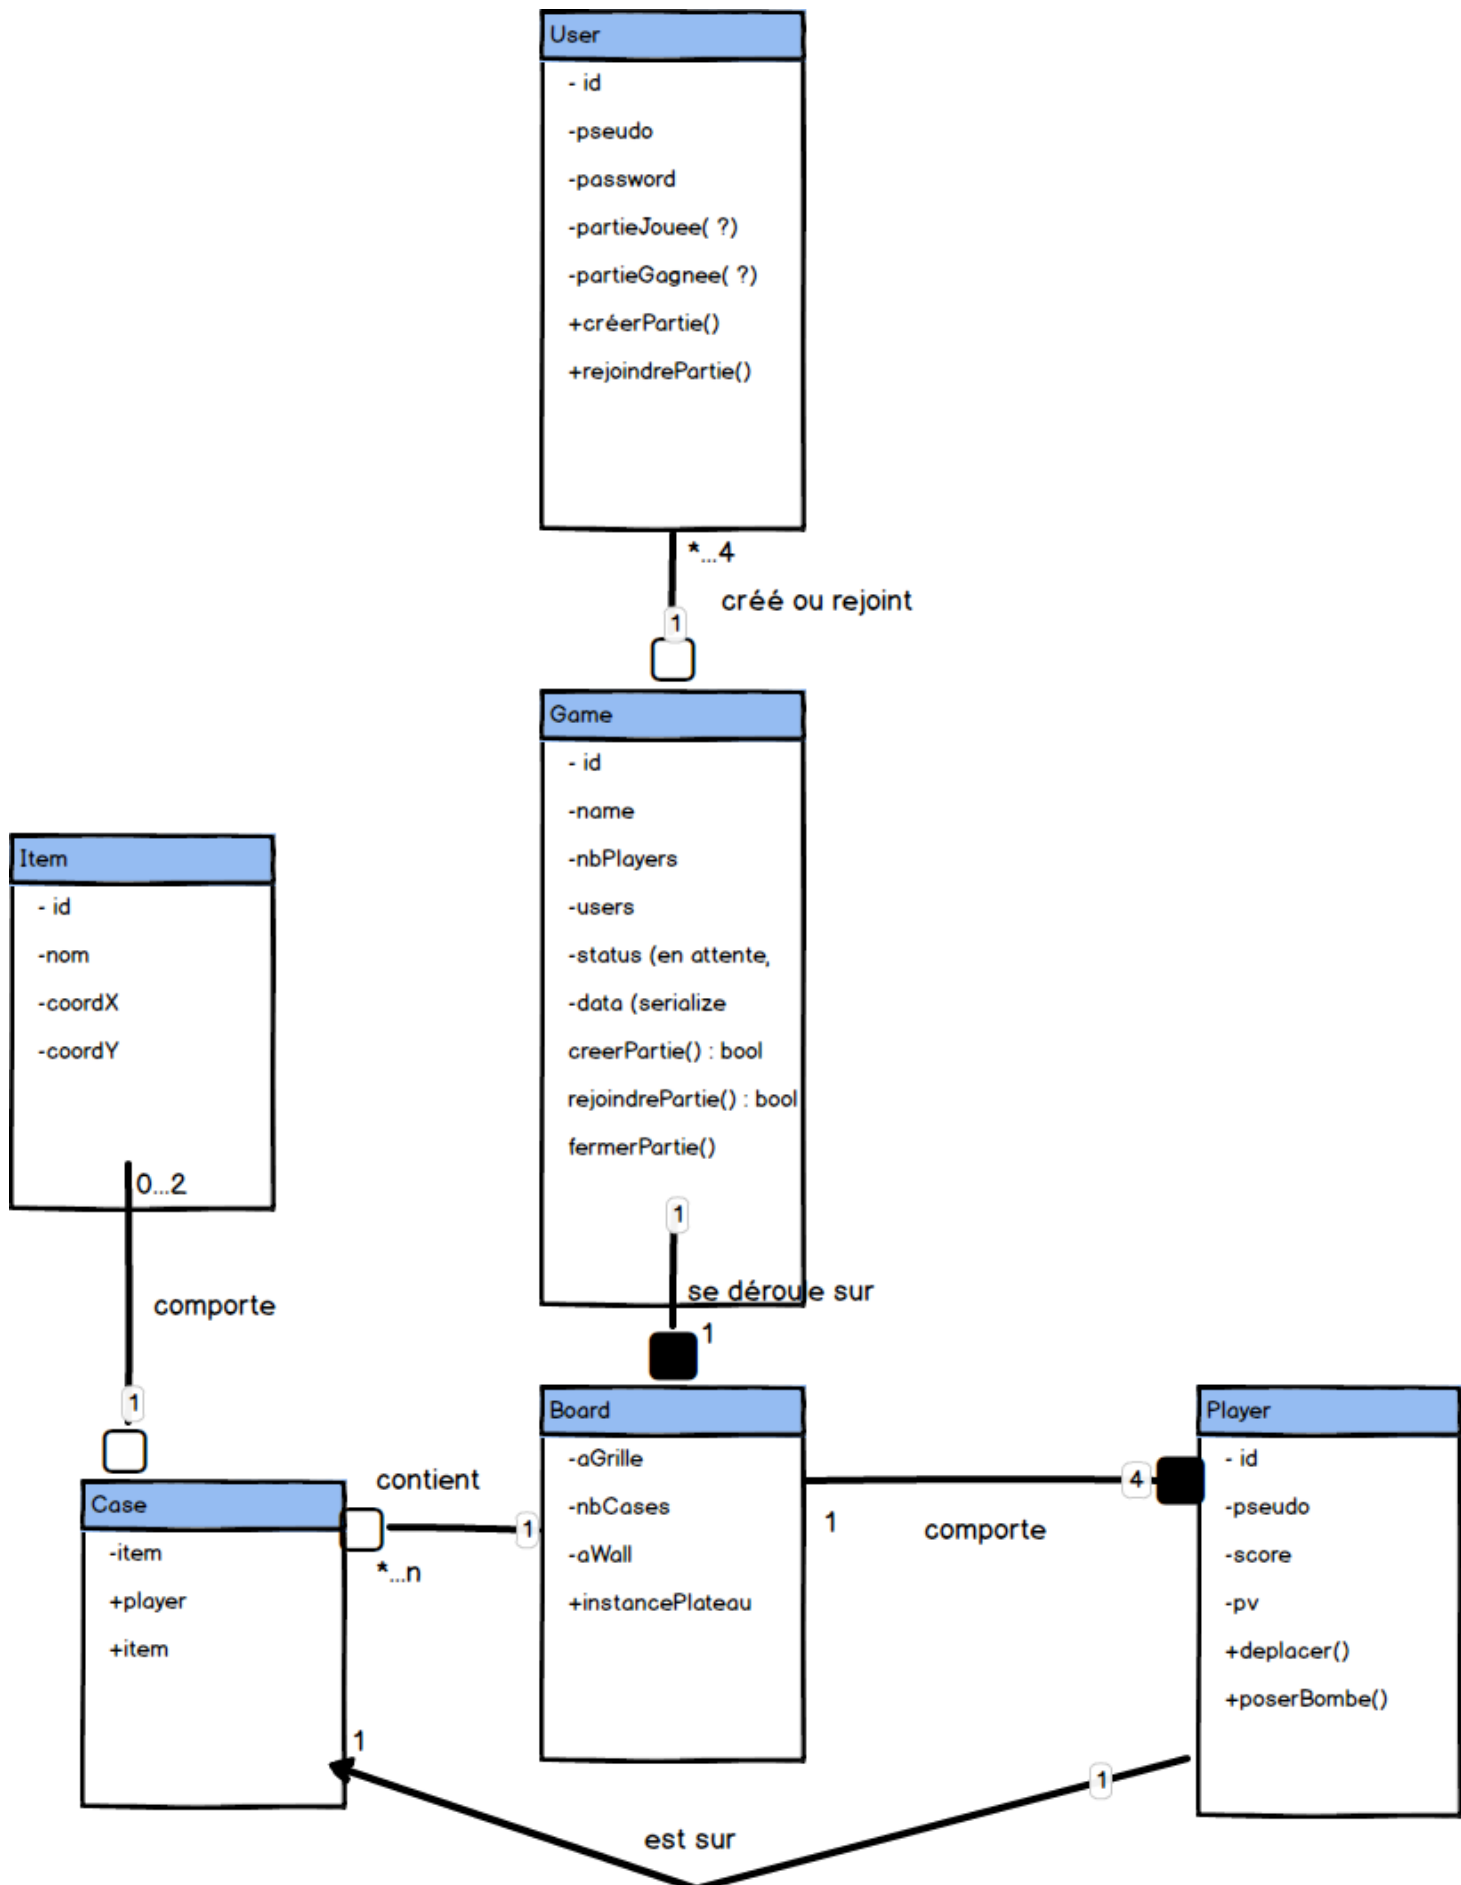 User
- id
-pseudo
-password
-partieJouee( ?)
-partieGagnee( ?)
+créerPartie()
+rejoindrePartie()
*...4
créé ou rejoint
1
Game
- id
-name
-nbPlayers
-users
-status (en attente,
-data (serialize
creerPartie() : bool
rejoindrePartie() : bool
fermerPartie()
1
se déroule sur
1
Item
- id
-nom
-coordX
-coordY
0...2
comporte
1
Case
-item
+player
+item
contient
1
*...n
Board
-aGrille
-nbCases
-aWall
+instancePlateau
4
1
comporte
Player
- id
-pseudo
-score
-pv
+deplacer()
+poserBombe()
1
1
est sur